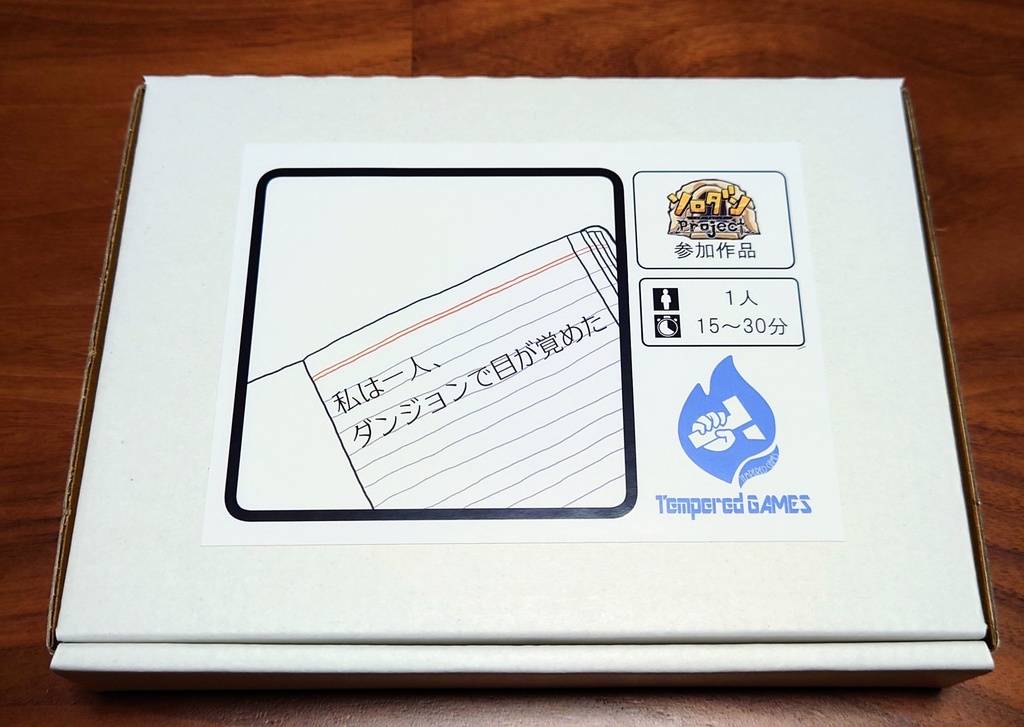 私は一人、
ダンジョンで目が覚めた
ソロダン
Project
参加作品
1人
15～30分
Tempered GAMES